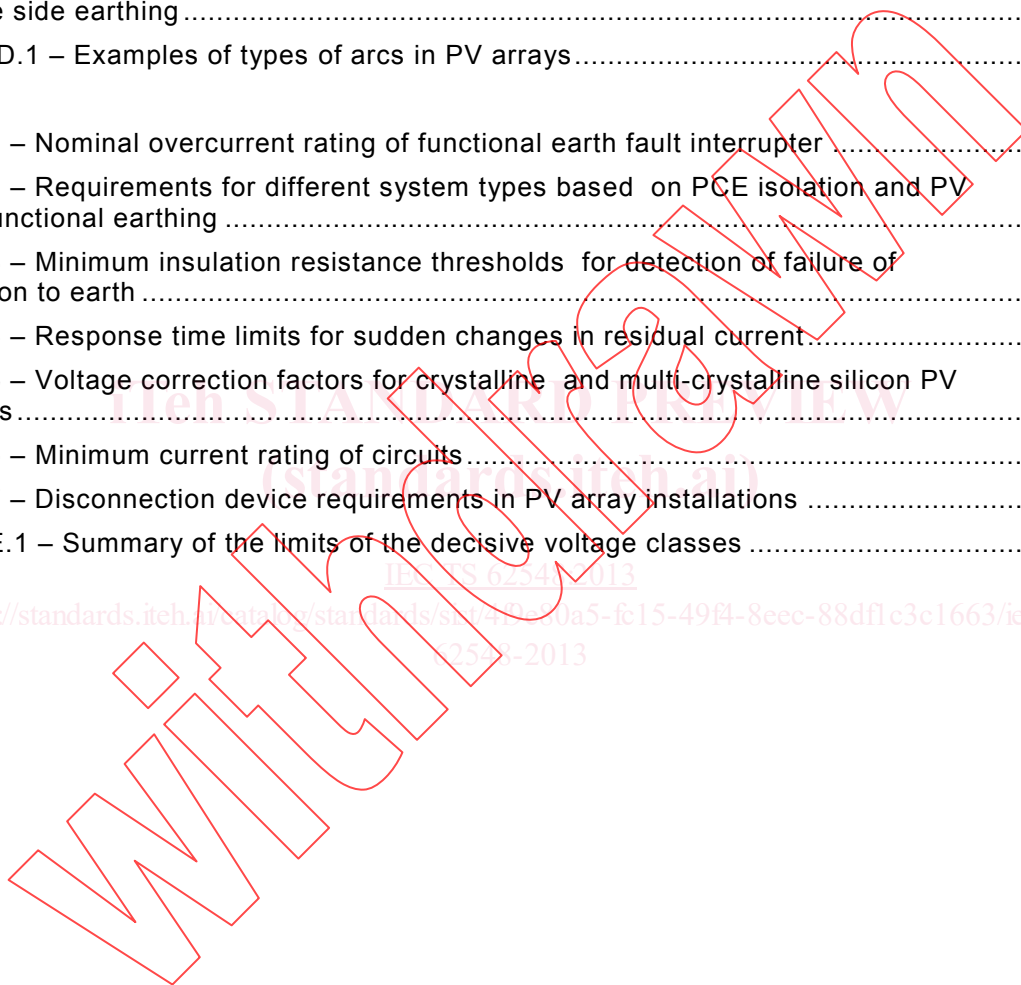 e side earthing
D.1 – Examples of types of arcs in PV arrays
– Nominal overcurrent rating of functional earth fault interrupter
– Requirements for different system types based on PCE isolation and PV
unctional earthing
– Minimum insulation resistance thresholds for detection of failure of
on to earth
– Response time limits for sudden changes in residual current
– Voltage correction factors for crystalline and multi-crystalline silicon PV
s
iTeh STANDARD PREVIEW
– Minimum current rating of circuits
(standards.iteh.ai)
– Disconnection device requirements in PV array installations
E.1 – Summary of the limits of the decisive voltage classes
IEC TS 62548:2013
://standards.iteh.ai/catalog/standards/sist/4f9e80a5-fc15-49f4-8eec-88df1c3c1663/ie
62548-2013
withdrawn